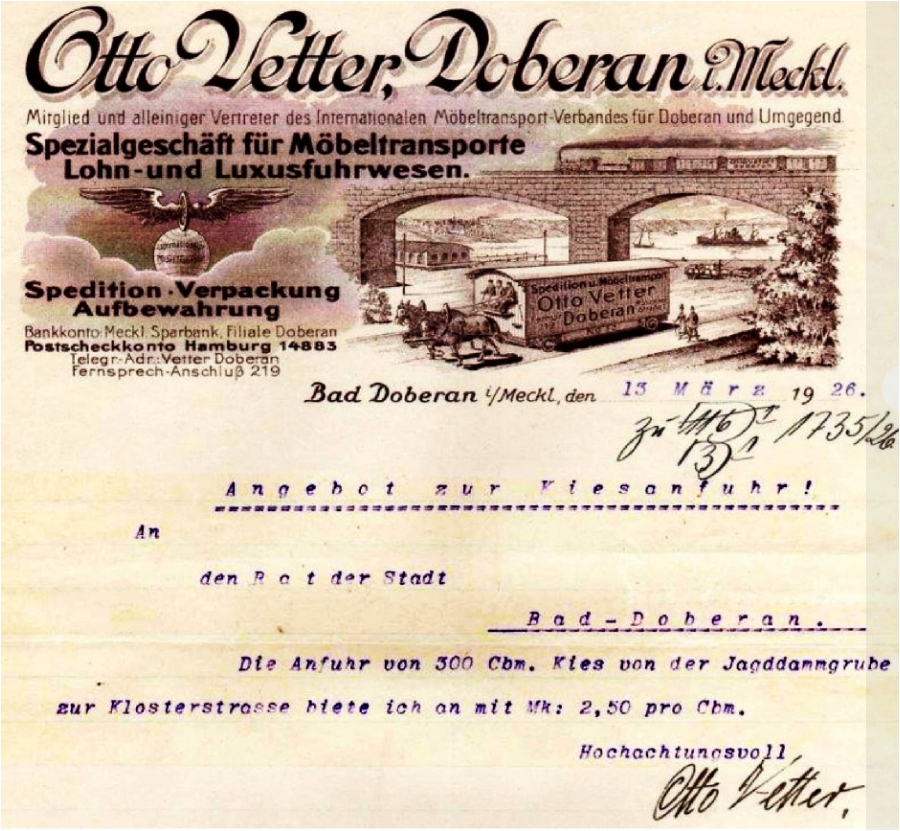 Otto Vetter, Doberan i. Meckl.
Mitglied und alleiniger Vertreter des Internationalen Möbeltransport-Verbandes für Doberan und Umgegend.
Spezialgeschäft für Möbeltransporte
Lohn- und Luxusfuhrwesen.
Spedition · Verpackung
Aufbewahrung
Bankkonto: Meckl. Sparbank, Filiale Doberan
Postscheckkonto Hamburg 14883
Telegr.-Adr.: Vetter Doberan
Fernsprech-Anschluß 219
Spedition u. Möbeltransport
Otto Vetter
Doberan
Bad Doberan i/Meckl, den 13 März 1926.
zu 1735/26
Angebot zur Kiesanfuhr!
An
den Rat der Stadt
Bad-Doberan.
Die Anfuhr von 300 Cbm. Kies von der Jagddammgrube
zur Klosterstrasse biete ich an mit Mk: 2,50 pro Cbm.
Hochachtungsvoll
Otto Vetter.